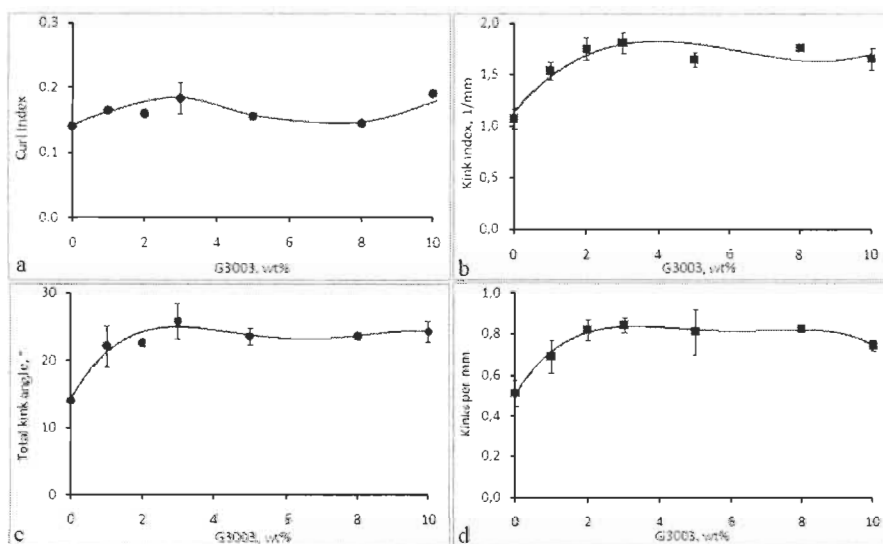 0.3
0.2
0.1
0.0
Curl Index
0 2 4 6 8 10
G3003, wt%
a
2,0
1,5
1,0
0,5
0,0
Kink index, 1/mm
0 2 4 6 8 10
G3003, wt%
b
30
20
10
0
Total kink angle, °
0 2 4 6 8 10
G3003, wt%
c
1,0
0,8
0,6
0,4
0,2
0,0
Kinks per mm
0 2 4 6 8 10
G3003, wt%
d